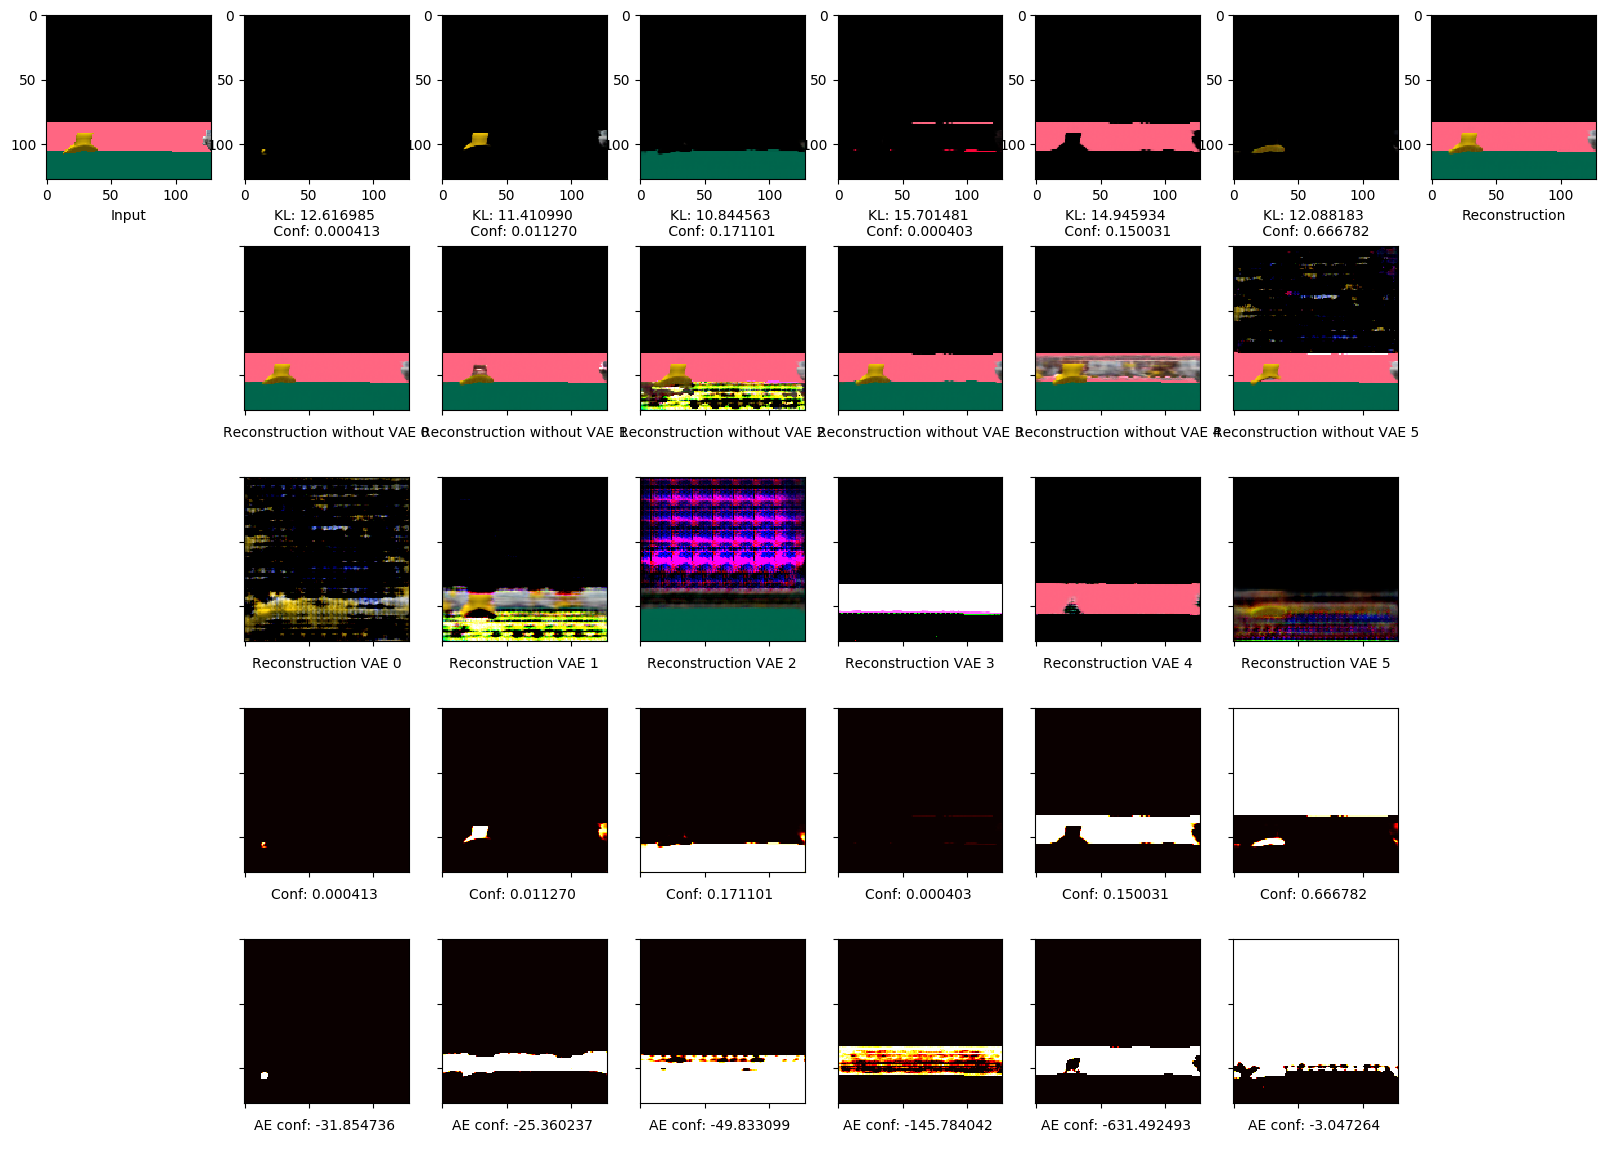 0 0 0 0 0 0 0 0
50 50 50 50 50 50 50 50
100 100 100 100 100 100 100 100
0 50 100 0 50 100 0 50 100 0 50 100 0 50 100 0 50 100 0 50 100 0 50 100
Input KL: 12.616985 KL: 11.410990 KL: 10.844563 KL: 15.701481 KL: 14.945934 KL: 12.088183 Reconstruction
Conf: 0.000413 Conf: 0.011270 Conf: 0.171101 Conf: 0.000403 Conf: 0.150031 Conf: 0.666782
Reconstruction without VAE 0 Reconstruction without VAE 1 Reconstruction without VAE 2 Reconstruction without VAE 3 Reconstruction without VAE 4 Reconstruction without VAE 5
Reconstruction VAE 0 Reconstruction VAE 1 Reconstruction VAE 2 Reconstruction VAE 3 Reconstruction VAE 4 Reconstruction VAE 5
Conf: 0.000413 Conf: 0.011270 Conf: 0.171101 Conf: 0.000403 Conf: 0.150031 Conf: 0.666782
AE conf: -31.854736 AE conf: -25.360237 AE conf: -49.833099 AE conf: -145.784042 AE conf: -631.492493 AE conf: -3.047264